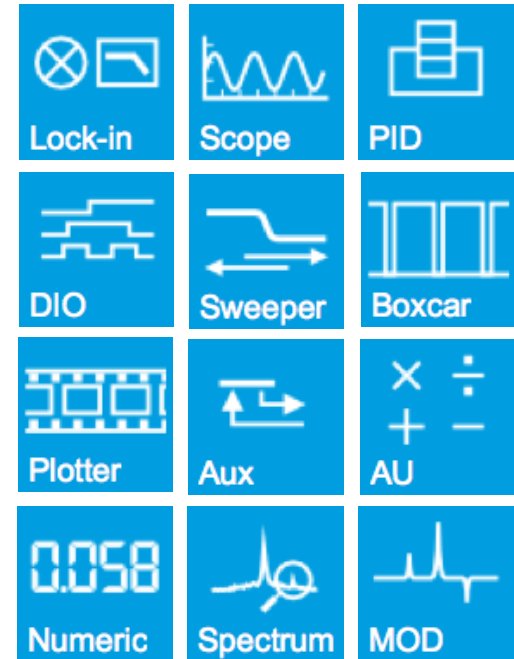 Lock-in
Scope
PID
DIO
Sweeper
Boxcar
Plotter
Aux
AU
0.058
Numeric
Spectrum
MOD